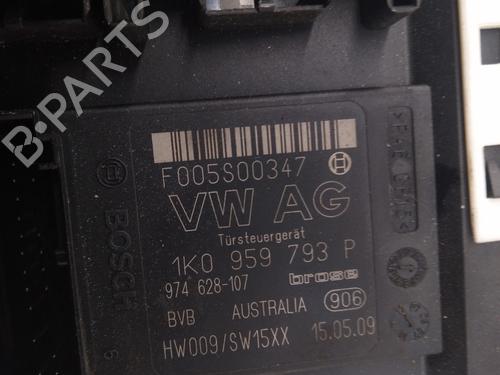 F005S00347
VW AG
Türsteuergerät
1K0 959 793 P
974 628-107
brose
BVB AUSTRALIA 906
HW009/SW15XX 15.05.09
BOSCH
B-PARTS